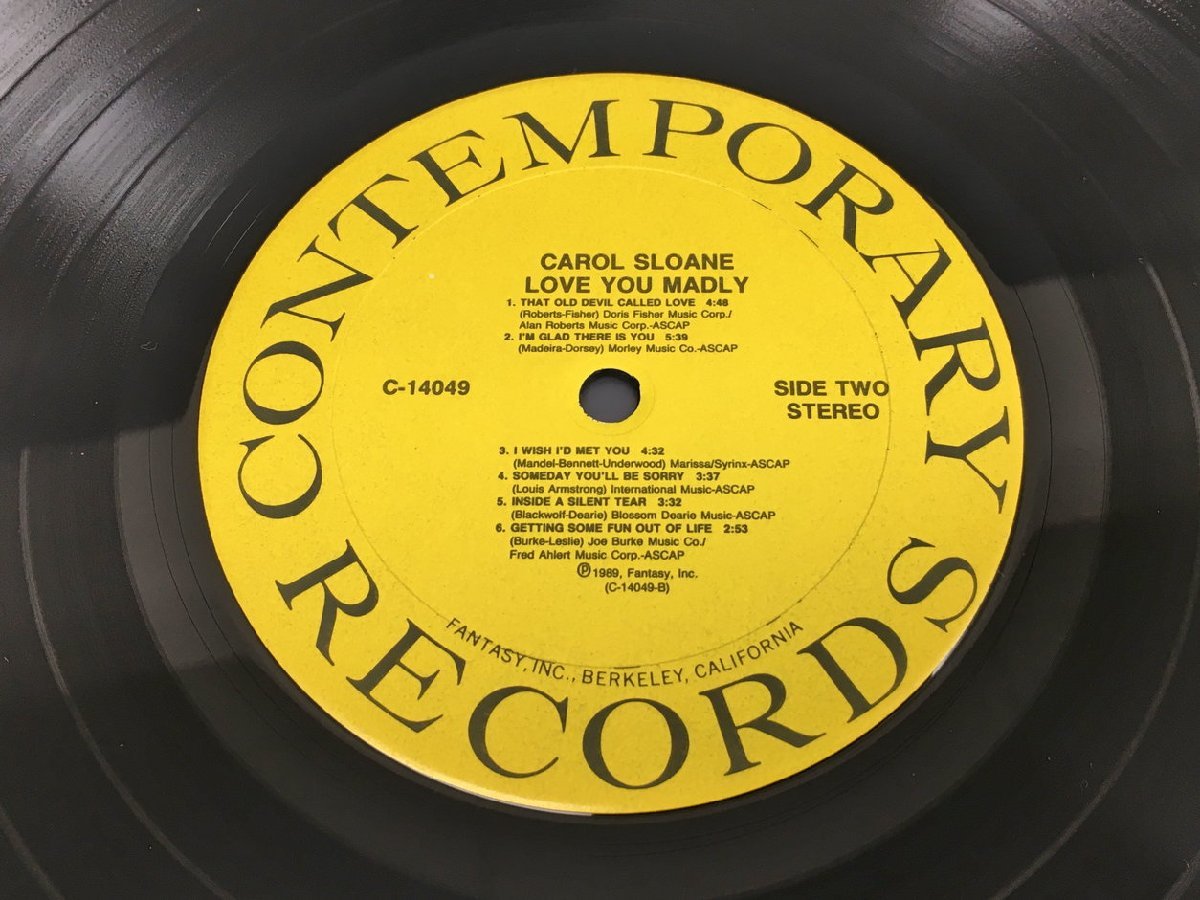 CONTEMPORARY RECORDS
CAROL SLOANE
LOVE YOU MADLY
1. THAT OLD DEVIL CALLED LOVE 4:48
(Roberts-Fisher) Doris Fisher Music Corp./
Alan Roberts Music Corp.-ASCAP
2. I'M GLAD THERE IS YOU 5:39
(Madeira-Dorsey) Morley Music Co.-ASCAP
C-14049
SIDE TWO
STEREO
3. I WISH I'D MET YOU 4:32
(Mandel-Bennett-Underwood) Marissa/Syrinx-ASCAP
4. SOMEDAY YOU'LL BE SORRY 3:37
(Louis Armstrong) International Music-ASCAP
5. INSIDE A SILENT TEAR 3:32
(Blackwolf-Dearie) Blossom Dearie Music-ASCAP
6. GETTING SOME FUN OUT OF LIFE 2:53
(Burke-Leslie) Joe Burke Music Co./
Fred Ahlert Music Corp.-ASCAP
℗1989, Fantasy, Inc.
(C-14049-B)
FANTASY, INC., BERKELEY, CALIFORNIA